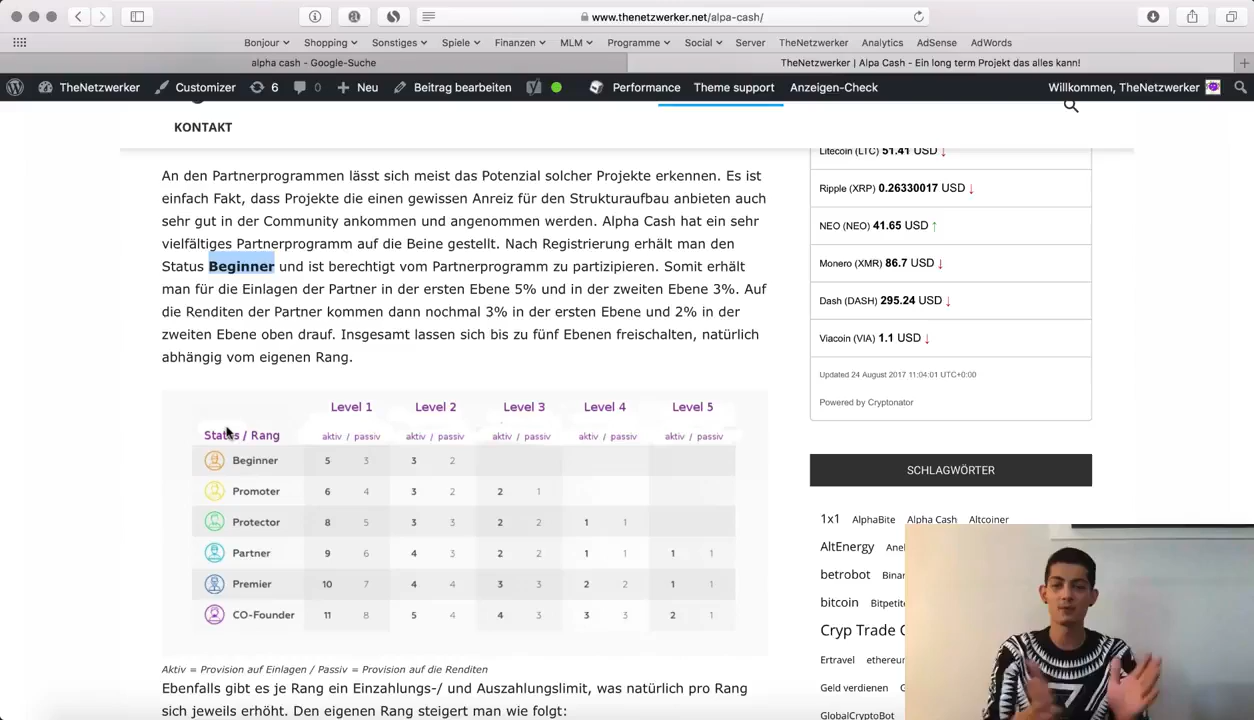 www.thenetzwerker.net/alpa-cash/
Bonjour Shopping Sonstiges Spiele Finanzen MLM Programme Social Server TheNetzwerker Analytics AdSense AdWords
alpha cash - Google-Suche
TheNetzwerker | Alpa Cash - Ein long term Projekt das alles kann!
TheNetzwerker Customizer 6 0 Neu Beitrag bearbeiten Performance Theme support Anzeigen-Check Willkommen, TheNetzwerker
KONTAKT
An den Partnerprogrammen lässt sich meist das Potenzial solcher Projekte erkennen. Es ist
einfach Fakt, dass Projekte die einen gewissen Anreiz für den Strukturaufbau anbieten auch
sehr gut in der Community ankommen und angenommen werden. Alpha Cash hat ein sehr
vielfältiges Partnerprogramm auf die Beine gestellt. Nach Registrierung erhält man den
Status Beginner und ist berechtigt vom Partnerprogramm zu partizipieren. Somit erhält
man für die Einlagen der Partner in der ersten Ebene 5% und in der zweiten Ebene 3%. Auf
die Renditen der Partner kommen dann nochmal 3% in der ersten Ebene und 2% in der
zweiten Ebene oben drauf. Insgesamt lassen sich bis zu fünf Ebenen freischalten, natürlich
abhängig vom eigenen Rang.
Level 1 Level 2 Level 3 Level 4 Level 5
Status / Rang aktiv / passiv aktiv / passiv aktiv / passiv aktiv / passiv aktiv / passiv
Beginner 5 3 3 2
Promoter 6 4 3 2 2 1
Protector 8 5 3 3 2 2 1 1
Partner 9 6 4 3 2 2 1 1 1 1
Premier 10 7 4 4 3 3 2 2 1 1
CO-Founder 11 8 5 4 4 3 3 3 2 1
Aktiv = Provision auf Einlagen / Passiv = Provision auf die Renditen
Ebenfalls gibt es je Rang ein Einzahlungs-/ und Auszahlungslimit, was natürlich pro Rang
sich jeweils erhöht. Den eigenen Rang steigert man wie folgt:
Litecoin (LTC) 51.41 USD ↓
Ripple (XRP) 0.26330017 USD ↓
NEO (NEO) 41.65 USD ↑
Monero (XMR) 86.7 USD ↓
Dash (DASH) 295.24 USD ↓
Viacoin (VIA) 1.1 USD ↓
Updated 24 August 2017 11:04:01 UTC+0:00
Powered by Cryptonator
SCHLAGWÖRTER
1x1 AlphaBite Alpha Cash Altcoiner
AltEnergy
betrobot
bitcoin
Cryp Trade
Ertravel
Geld verdienen
GlobalCryptoBot